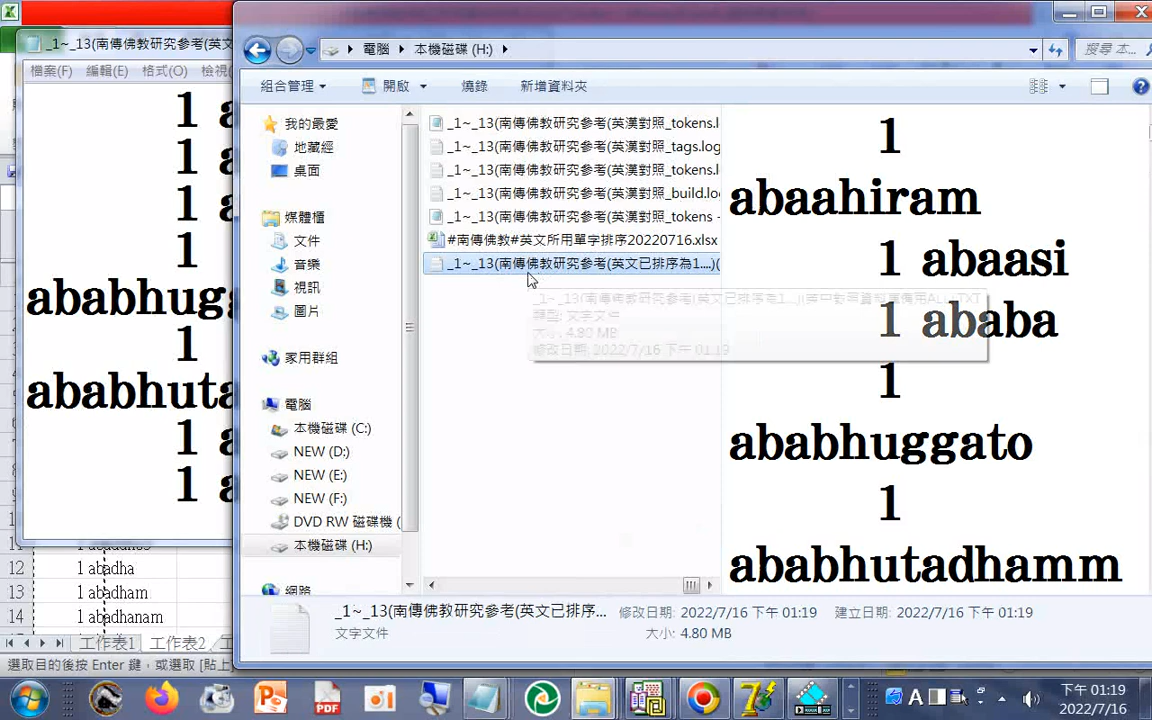 _1~_13(南傳佛教研究參考(英文
檔案(F) 編輯(E) 格式(O) 檢視
1 a
1 a
1 a
1
ababhugg
1
ababhuta
1 a
1 a
12 1 abadha
13 1 abadham
14 1 abadhanam
工作表1 工作表2
選取目的後按 Enter 鍵，或選取 [貼上
電腦 本機磁碟 (H:)
搜尋 本...
組合管理 開啟 燒錄 新增資料夾
我的最愛
地藏經
桌面
媒體櫃
文件
音樂
視訊
圖片
家用群組
電腦
本機磁碟 (C:)
NEW (D:)
NEW (E:)
NEW (F:)
DVD RW 磁碟機 (
本機磁碟 (H:)
網路
_1~_13(南傳佛教研究參考(英漢對照_tokens.l
_1~_13(南傳佛教研究參考(英漢對照_tags.log
_1~_13(南傳佛教研究參考(英漢對照_tokens.l
_1~_13(南傳佛教研究參考(英漢對照_build.lo
_1~_13(南傳佛教研究參考(英漢對照_tokens -
#南傳佛教#英文所用單字排序20220716.xlsx
_1~_13(南傳佛教研究參考(英文已排序為1....)(
類型: 文字文件
大小: 4.80 MB
修改日期: 2022/7/16 下午 01:19
1
abaahiram
1 abaasi
1 ababa
1
ababhuggato
1
ababhutadhamm
_1~_13(南傳佛教研究參考(英文已排序... 修改日期: 2022/7/16 下午 01:19 建立日期: 2022/7/16 下午 01:19
文字文件 大小: 4.80 MB
下午 01:19
2022/7/16